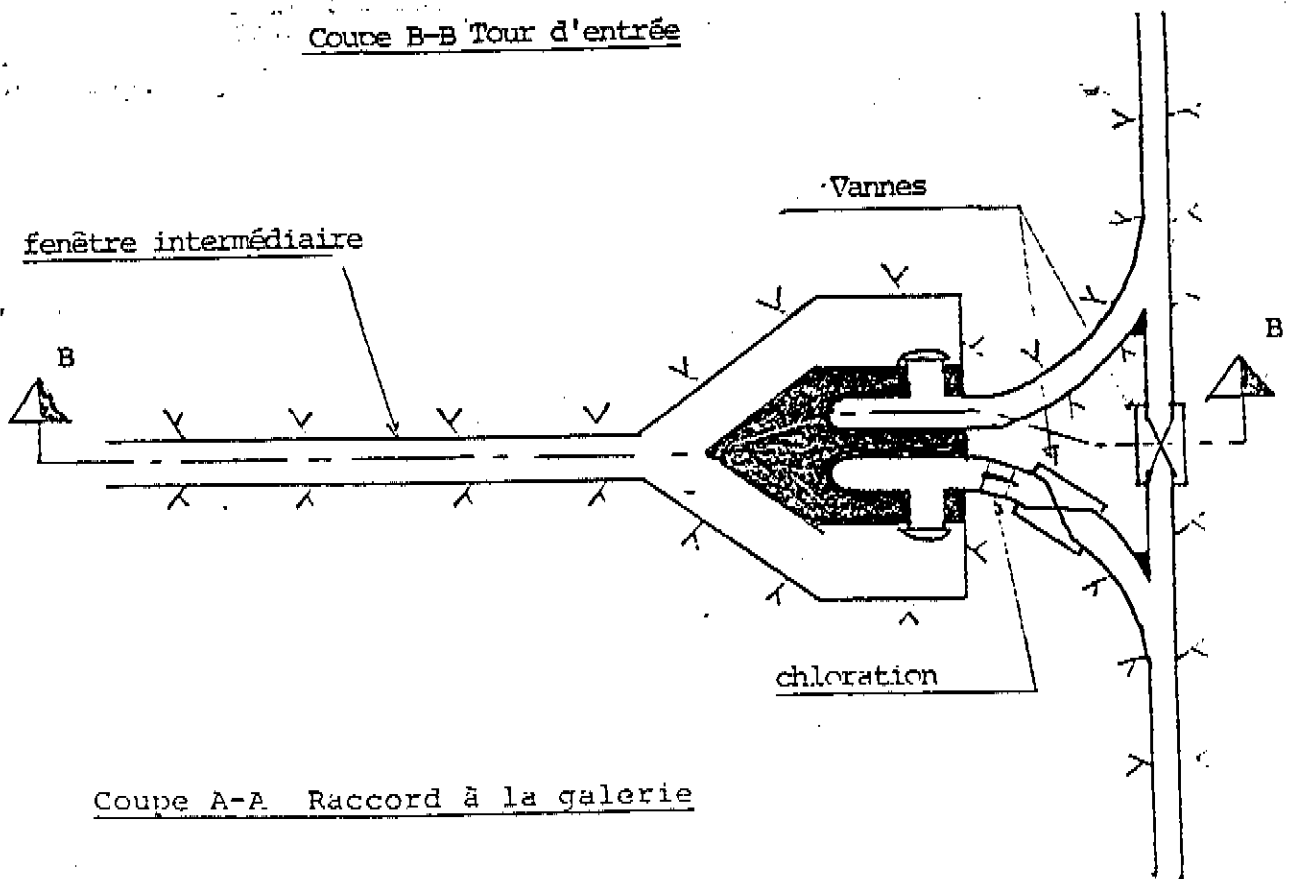 Coupe B-B Tour d'entrée
Vannes
fenêtre intermédiaire
B
B
chloration
Coupe A-A Raccord à la galerie